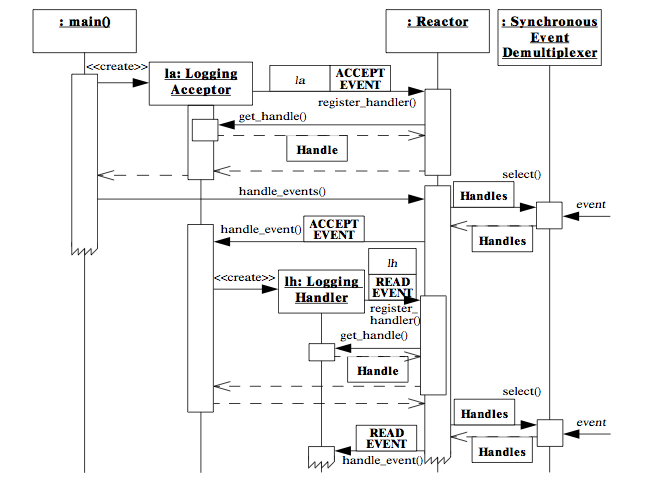 : main()
: Reactor
: Synchronous
Event
Demultiplexer
<<create>>
la: Logging
Acceptor
la
ACCEPT
EVENT
register_handler()
get_handle()
Handle
handle_events()
select()
Handles
event
Handles
handle_event()
ACCEPT
EVENT
<<create>>
lh: Logging
Handler
lh
READ
EVENT
register_
handler()
get_handle()
Handle
select()
Handles
event
Handles
READ
EVENT
handle_event()